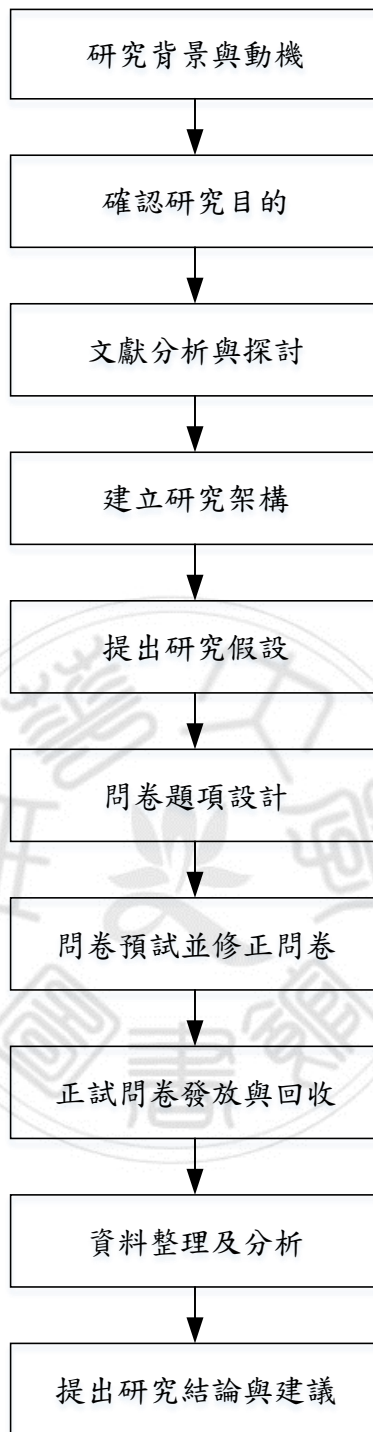 研究背景與動機
確認研究目的
文獻分析與探討
建立研究架構
提出研究假設
問卷題項設計
問卷預試並修正問卷
正試問卷發放與回收
資料整理及分析
提出研究結論與建議